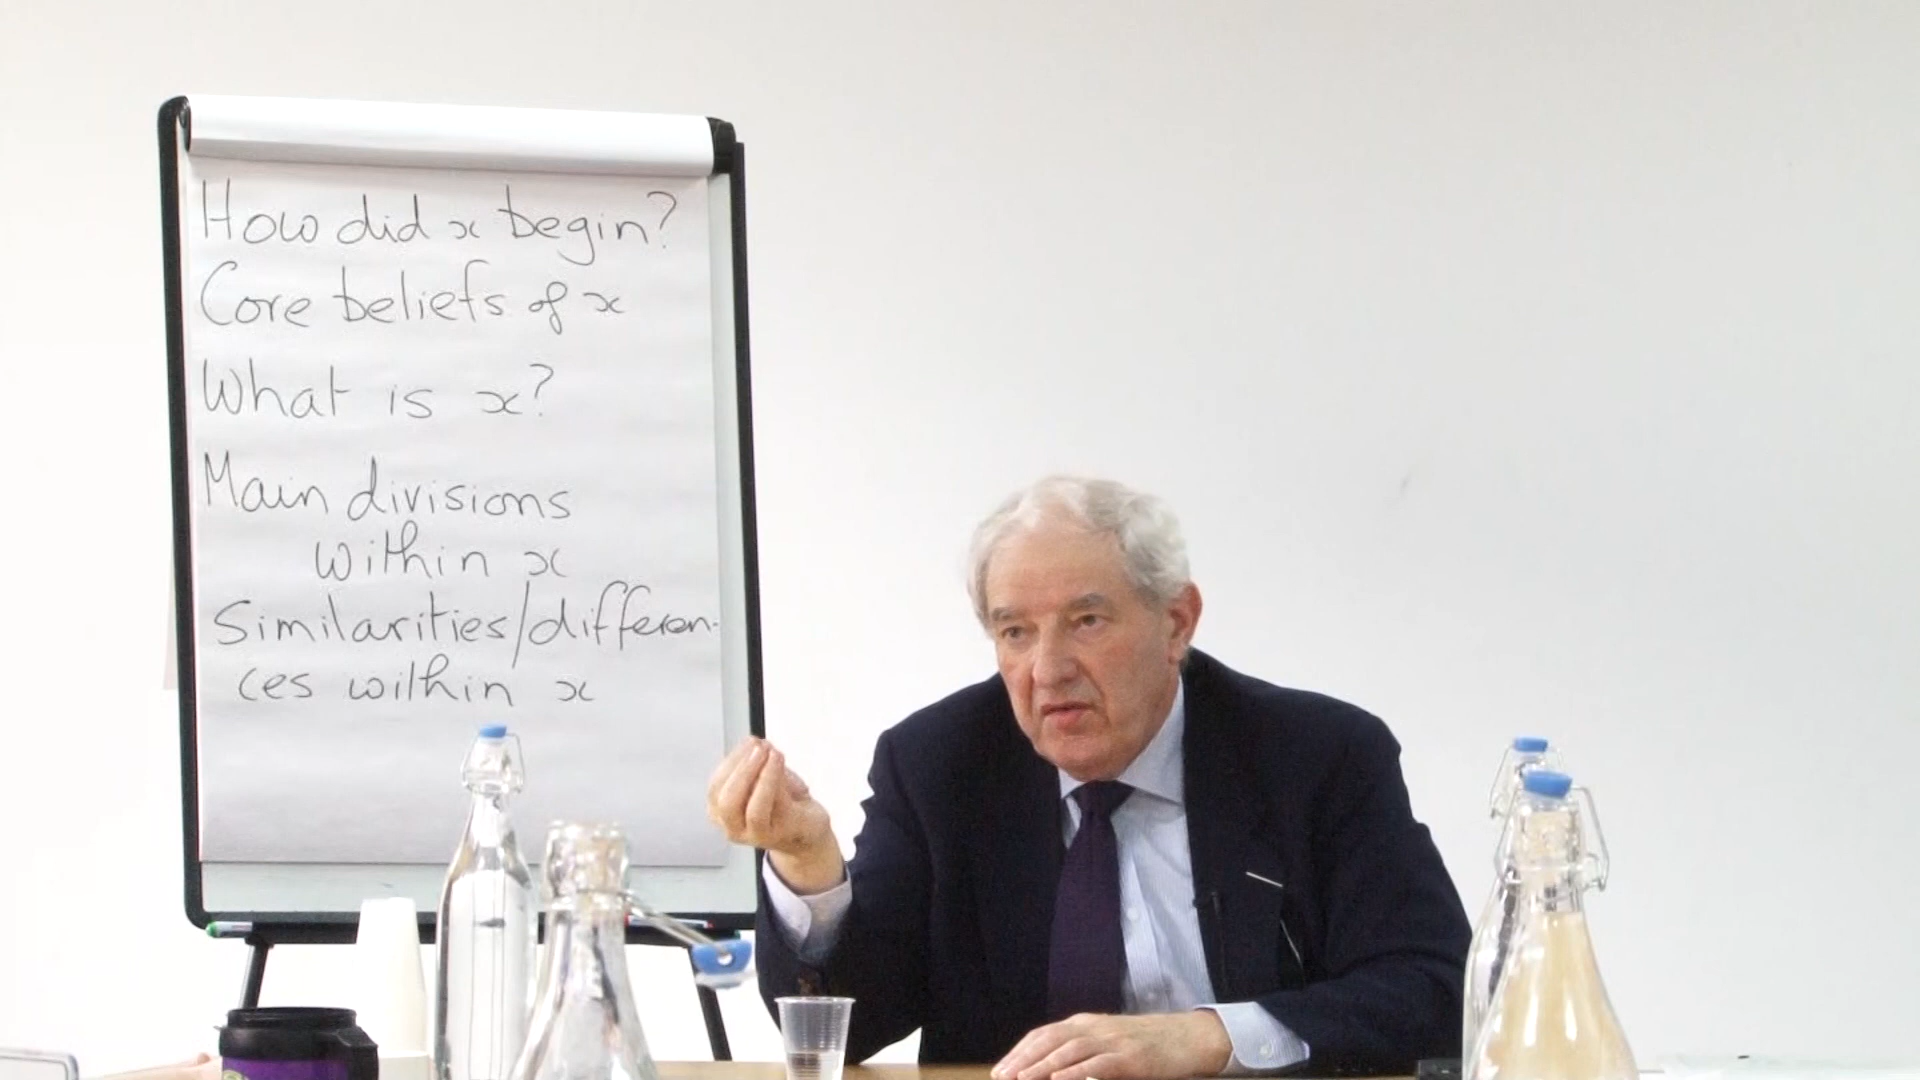 How did x begin?
Core beliefs of x
What is x?
Main divisions
within x
Similarities/differen-
ces within x